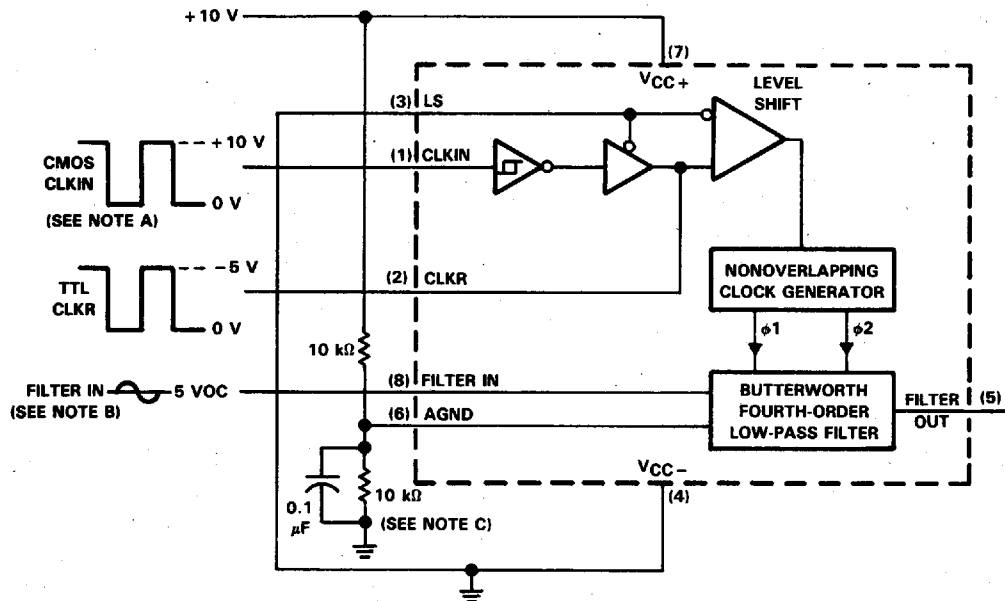 +10 V
(7)
VCC+
LEVEL
SHIFT
(3) LS
+10 V
CMOS
CLKIN
(1) CLKIN
0 V
(SEE NOTE A)
−5 V
TTL
CLKR
(2) CLKR
0 V
NONOVERLAPPING
CLOCK GENERATOR
ϕ1
ϕ2
10 kΩ
FILTER IN
(SEE NOTE B)
5 VOC
(8) FILTER IN
(6) AGND
BUTTERWORTH
FOURTH-ORDER
LOW-PASS FILTER
FILTER
OUT
(5)
VCC−
(4)
0.1
μF
10 kΩ
(SEE NOTE C)